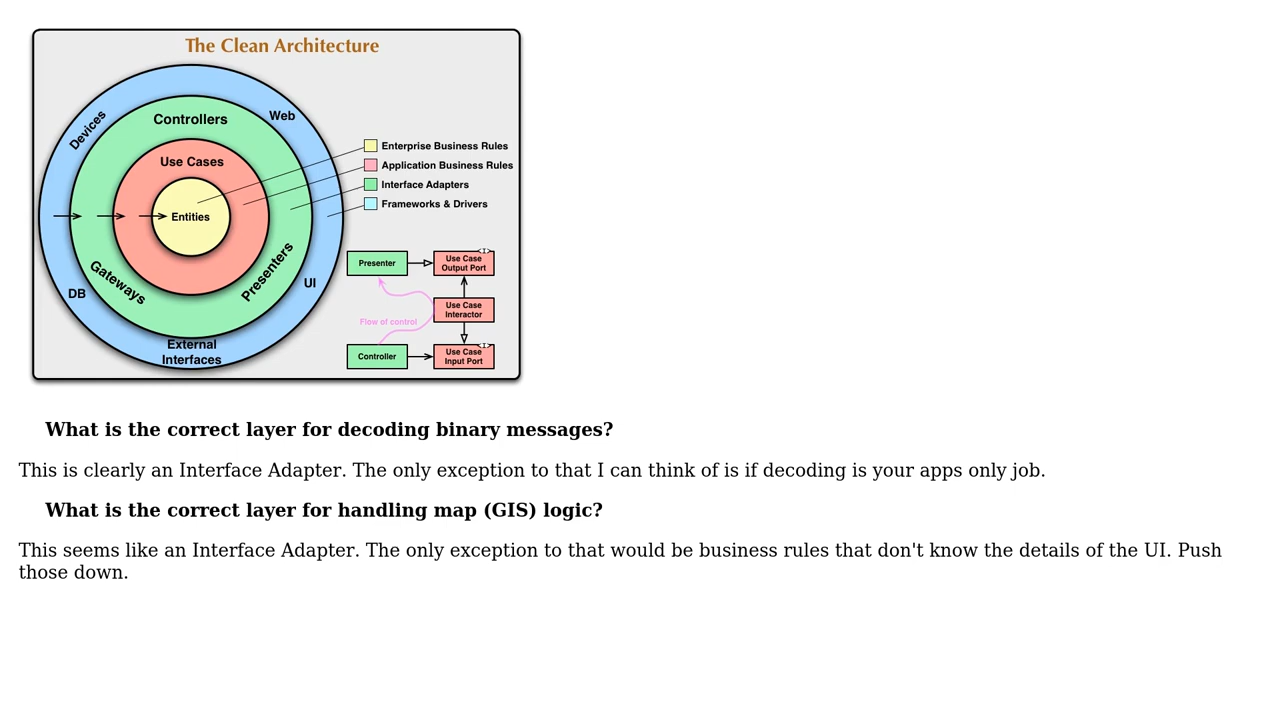 The Clean Architecture
Devices
Web
Controllers
Use Cases
Entities
Gateways
Presenters
DB
UI
External
Interfaces
Enterprise Business Rules
Application Business Rules
Interface Adapters
Frameworks & Drivers
Presenter
Use Case
Output Port
<I>
Use Case
Interactor
Flow of control
Controller
Use Case
Input Port
<I>
What is the correct layer for decoding binary messages?
This is clearly an Interface Adapter. The only exception to that I can think of is if decoding is your apps only job.
What is the correct layer for handling map (GIS) logic?
This seems like an Interface Adapter. The only exception to that would be business rules that don't know the details of the UI. Push
those down.